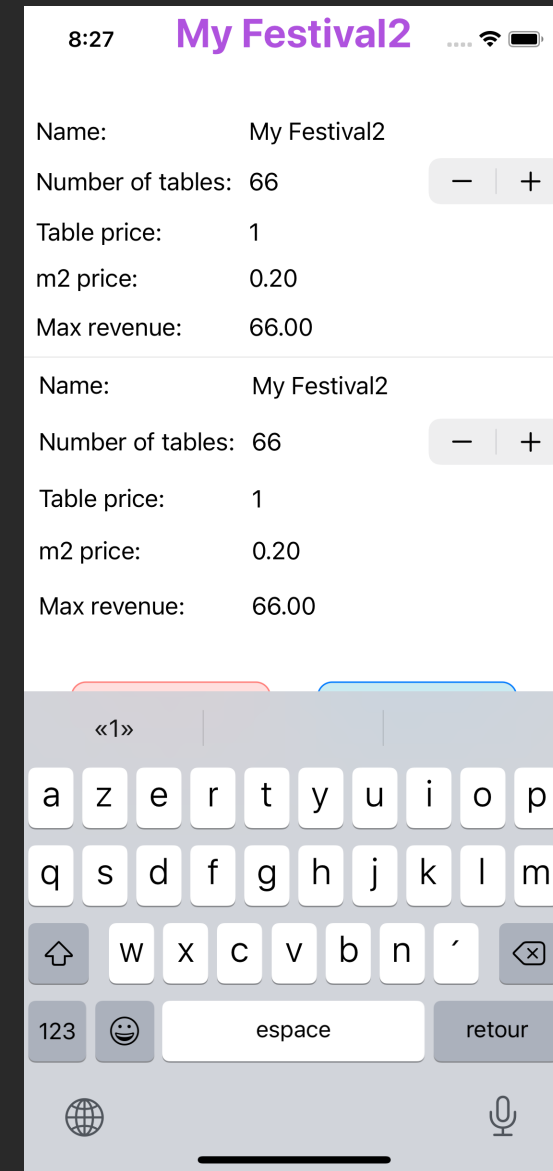 8:27 My Festival2
Name: My Festival2
Number of tables: 66 − +
Table price: 1
m2 price: 0.20
Max revenue: 66.00
Name: My Festival2
Number of tables: 66 − +
Table price: 1
m2 price: 0.20
Max revenue: 66.00
«1»
a z e r t y u i o p
q s d f g h j k l m
w x c v b n ´
123 espace retour